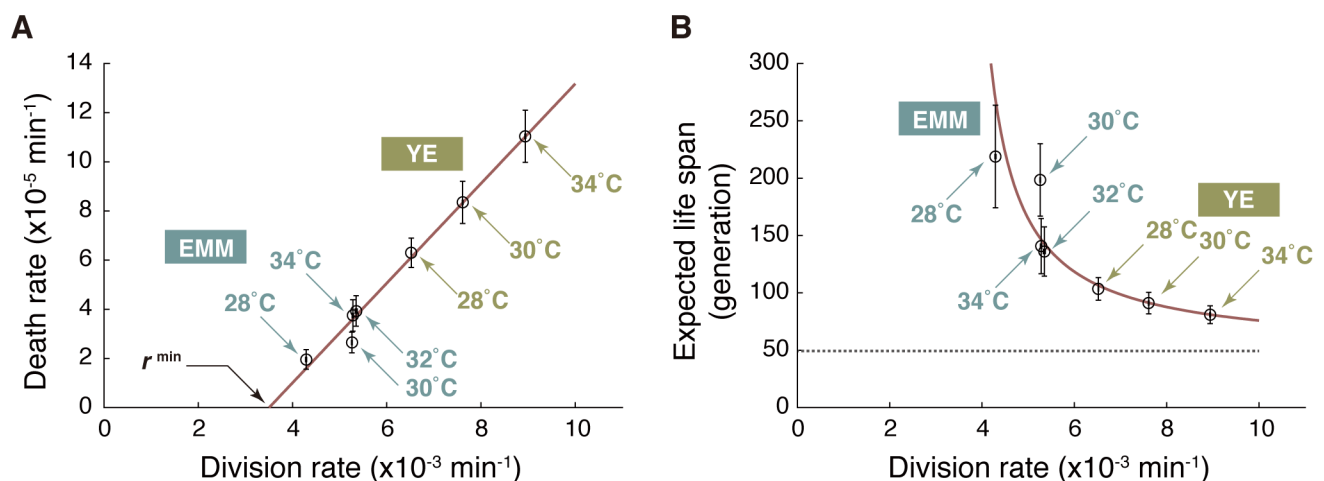 A
Death rate (x10⁻⁵ min⁻¹)
14
12
10
8
6
4
2
0
0
2
4
6
8
10
Division rate (x10⁻³ min⁻¹)
YE
34°C
30°C
28°C
EMM
34°C
28°C
32°C
30°C
r min
B
Expected life span
(generation)
300
250
200
150
100
50
0
0
2
4
6
8
10
Division rate (x10⁻³ min⁻¹)
EMM
30°C
28°C
32°C
34°C
YE
28°C
30°C
34°C